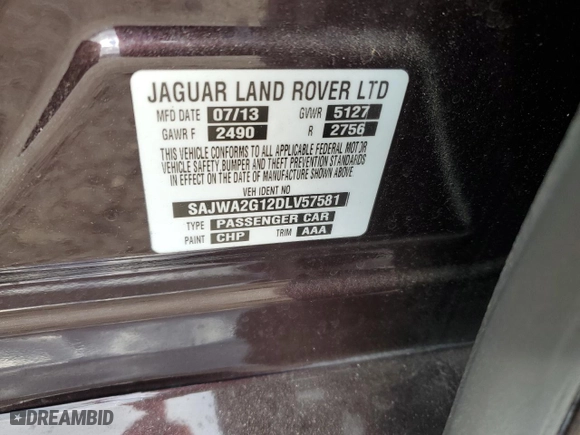 JAGUAR LAND ROVER LTD
MFD DATE 07/13 GVWR 5127
GAWR F 2490 R 2756
THIS VEHICLE CONFORMS TO ALL APPLICABLE FEDERAL MOTOR
VEHICLE SAFETY, BUMPER AND THEFT PREVENTION STANDARDS
IN EFFECT ON THE DATE OF MANUFACTURE SHOWN ABOVE
VEH IDENT NO
SAJWA2G12DLV57581
TYPE PASSENGER CAR
PAINT CHP TRIM AAA
DREAMBID